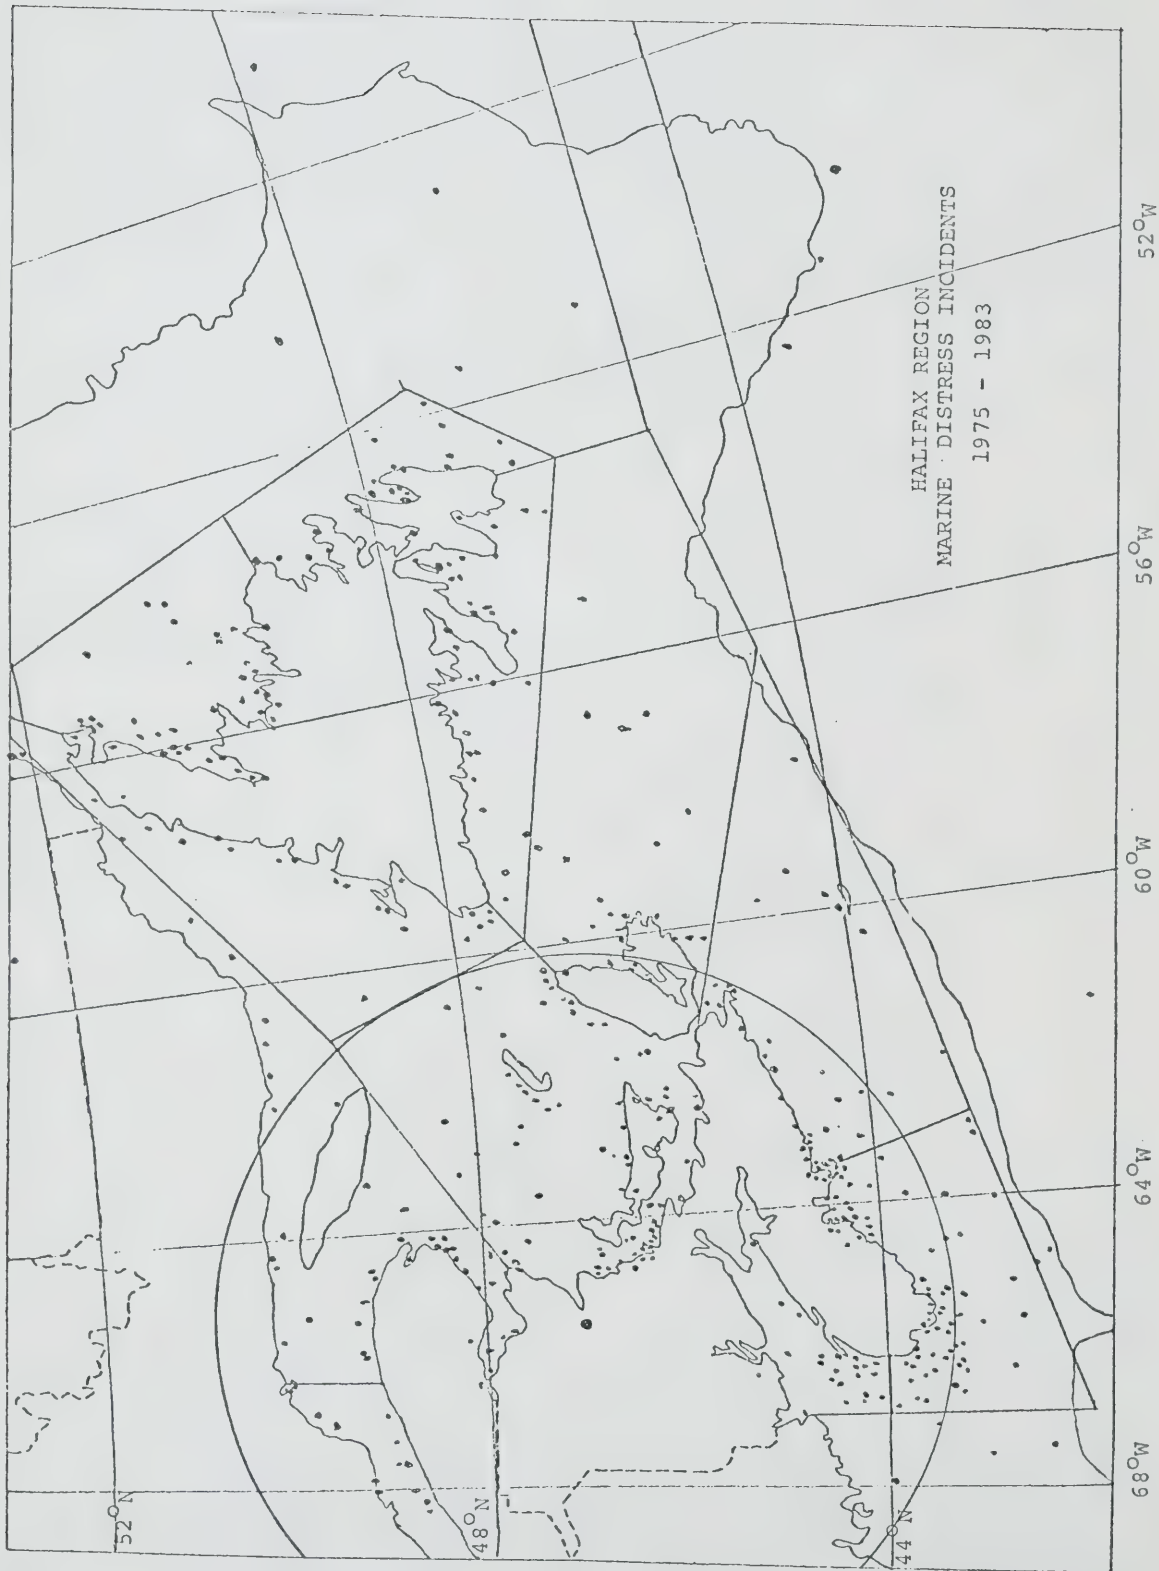 HALIFAX REGION
MARINE DISTRESS INCIDENTS
1975 - 1983
52°N
48°N
44°N
68°W
64°W
60°W
56°W
52°W